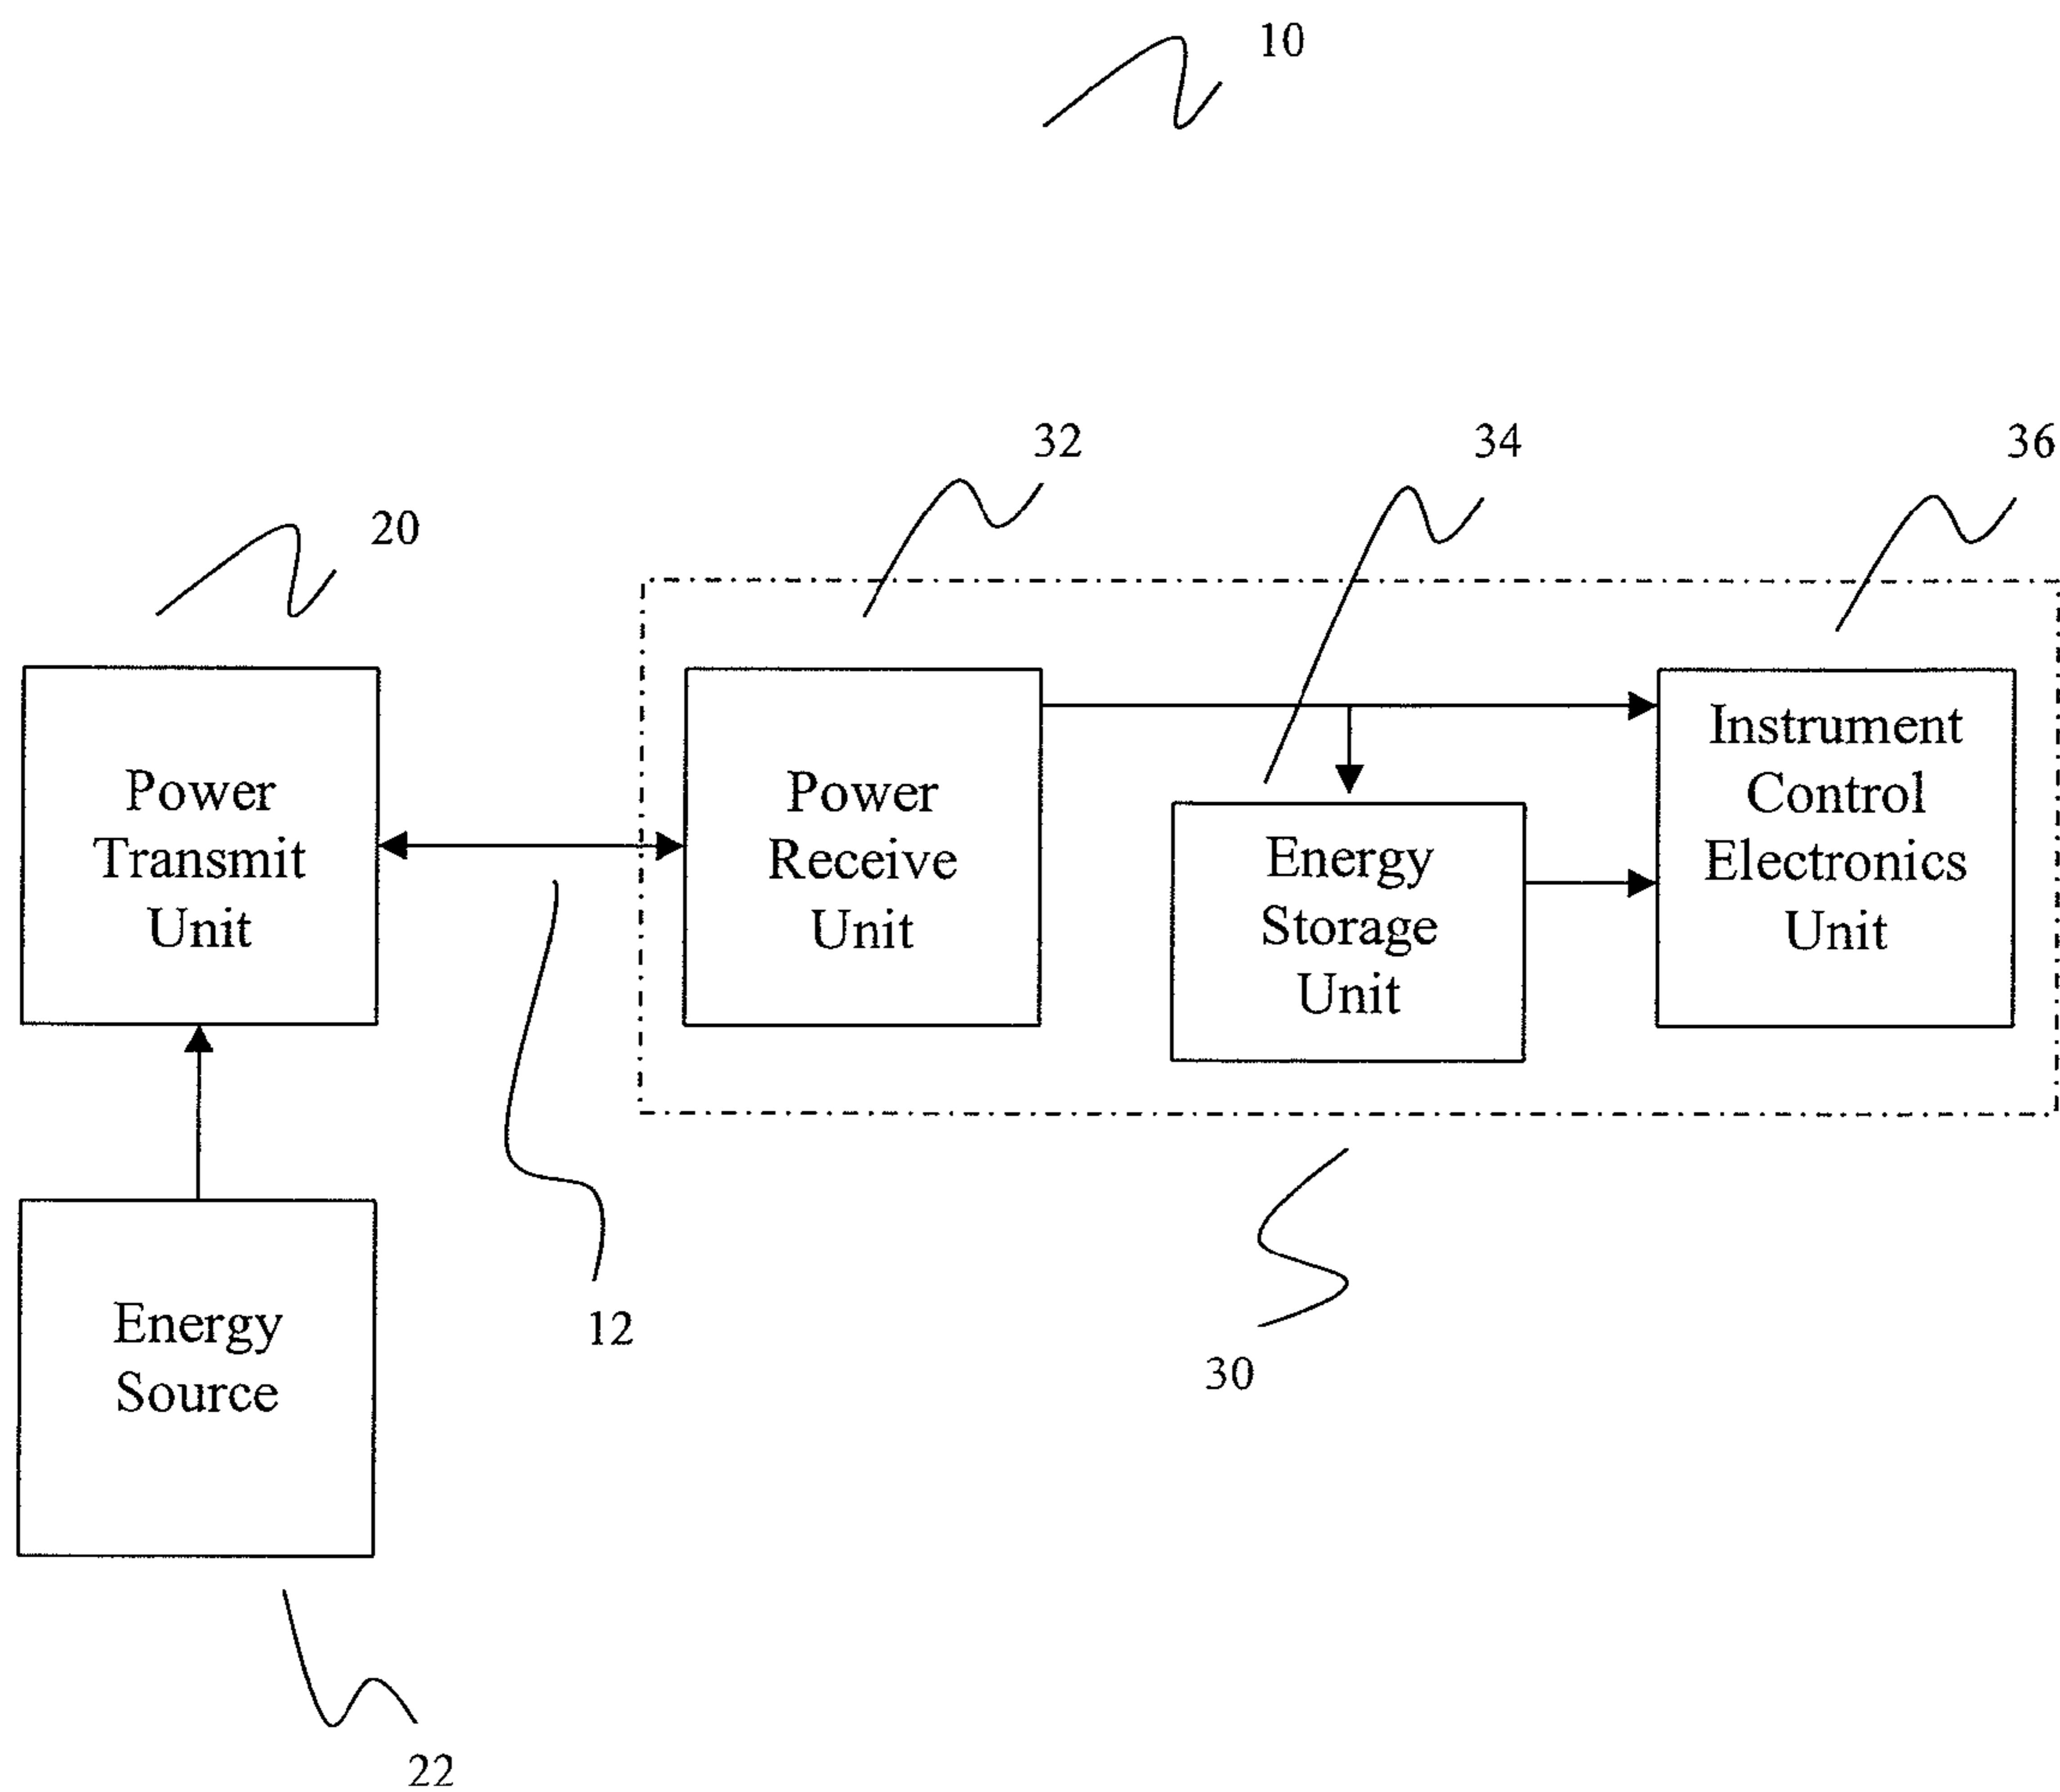 10
32
34
36
20
Power
Transmit
Unit
Power
Receive
Unit
Energy
Storage
Unit
Instrument
Control
Electronics
Unit
Energy
Source
12
30
22